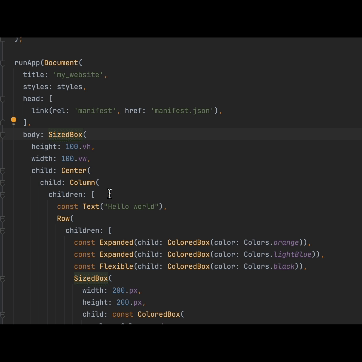 );
runApp(Document(
title: 'my_website',
styles: styles,
head: [
link(rel: 'manifest', href: 'manifest.json'),
],
body: SizedBox(
height: 100.vh,
width: 100.vw,
child: Center(
child: Column(
children: [
const Text("Hello world"),
Row(
children: [
const Expanded(child: ColoredBox(color: Colors.orange)),
const Expanded(child: ColoredBox(color: Colors.lightBlue)),
const Flexible(child: ColoredBox(color: Colors.black)),
SizedBox(
width: 200.px,
height: 200.px,
child: const ColoredBox(